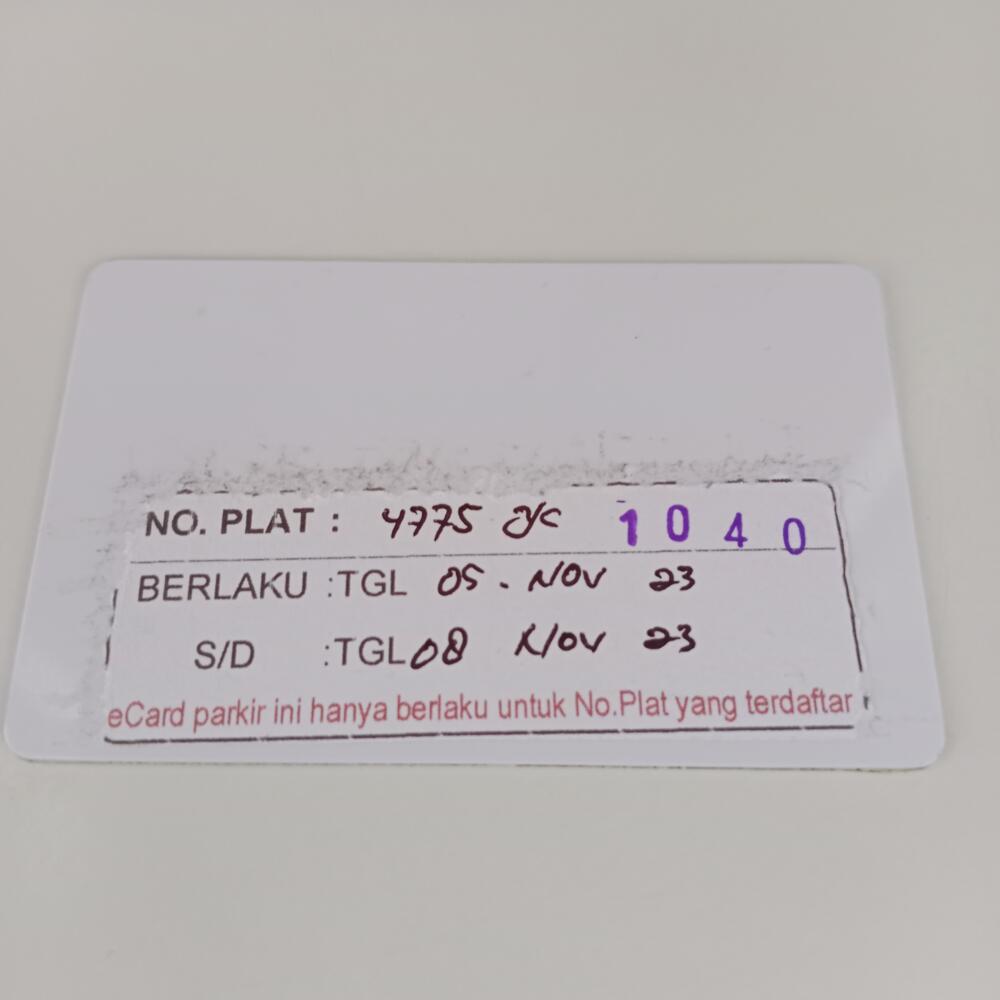 NO. PLAT : 4775 1040
BERLAKU :TGL 05 . NOV 23
S/D :TGL 08 NOV 23
eCard parkir ini hanya berlaku untuk No.Plat yang terdaftar